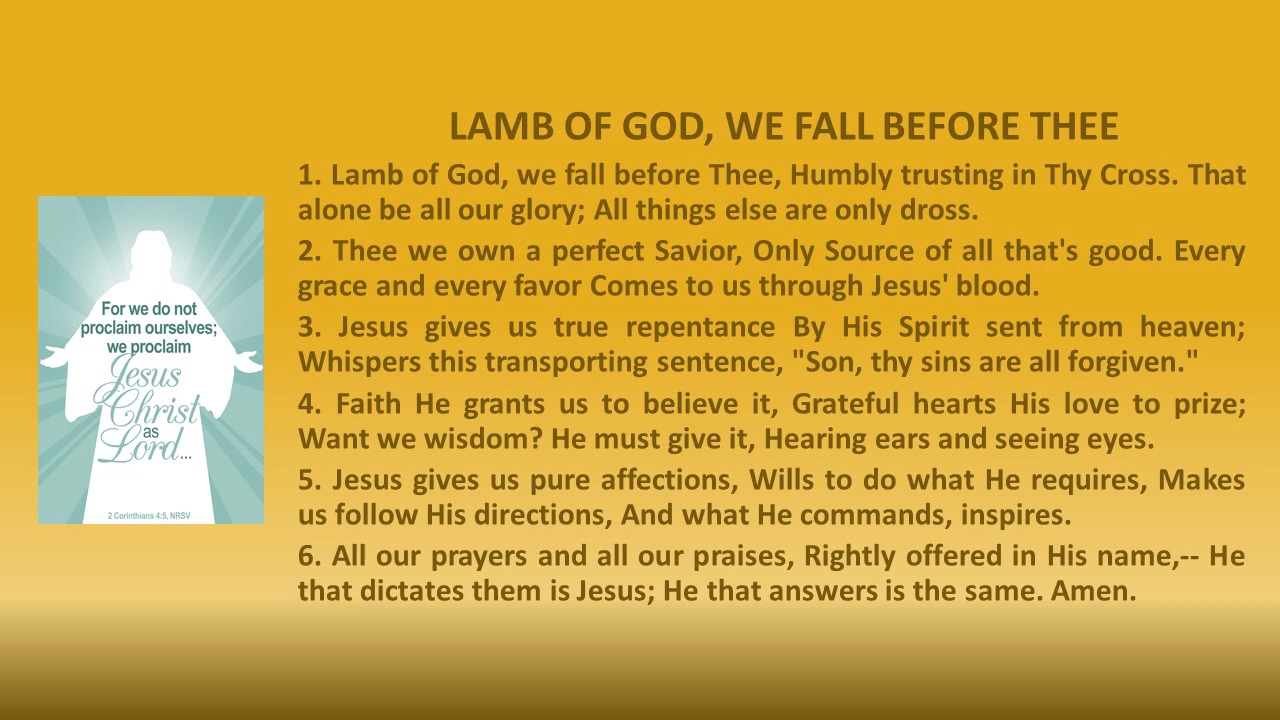 LAMB OF GOD, WE FALL BEFORE THEE
1. Lamb of God, we fall before Thee, Humbly trusting in Thy Cross. That
alone be all our glory; All things else are only dross.
2. Thee we own a perfect Savior, Only Source of all that's good. Every
grace and every favor Comes to us through Jesus' blood.
3. Jesus gives us true repentance By His Spirit sent from heaven;
Whispers this transporting sentence, "Son, thy sins are all forgiven."
4. Faith He grants us to believe it, Grateful hearts His love to prize;
Want we wisdom? He must give it, Hearing ears and seeing eyes.
5. Jesus gives us pure affections, Wills to do what He requires, Makes
us follow His directions, And what He commands, inspires.
6. All our prayers and all our praises, Rightly offered in His name,-- He
that dictates them is Jesus; He that answers is the same. Amen.
For we do not
proclaim ourselves;
we proclaim
Jesus
Christ
as
Lord...
2 Corinthians 4:5, NRSV